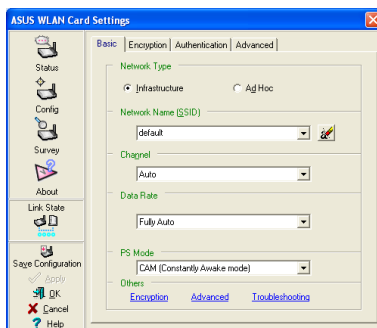 ASUS WLAN Card Settings
Status
Config
Survey
About
Link State
Save Configuration
Apply
OK
Cancel
Help
Basic Encryption Authentication Advanced
Network Type
Infrastructure Ad Hoc
Network Name (SSID)
default
Channel
Auto
Data Rate
Fully Auto
PS Mode
CAM (Constantly Awake mode)
Others
Encryption Advanced Troubleshooting